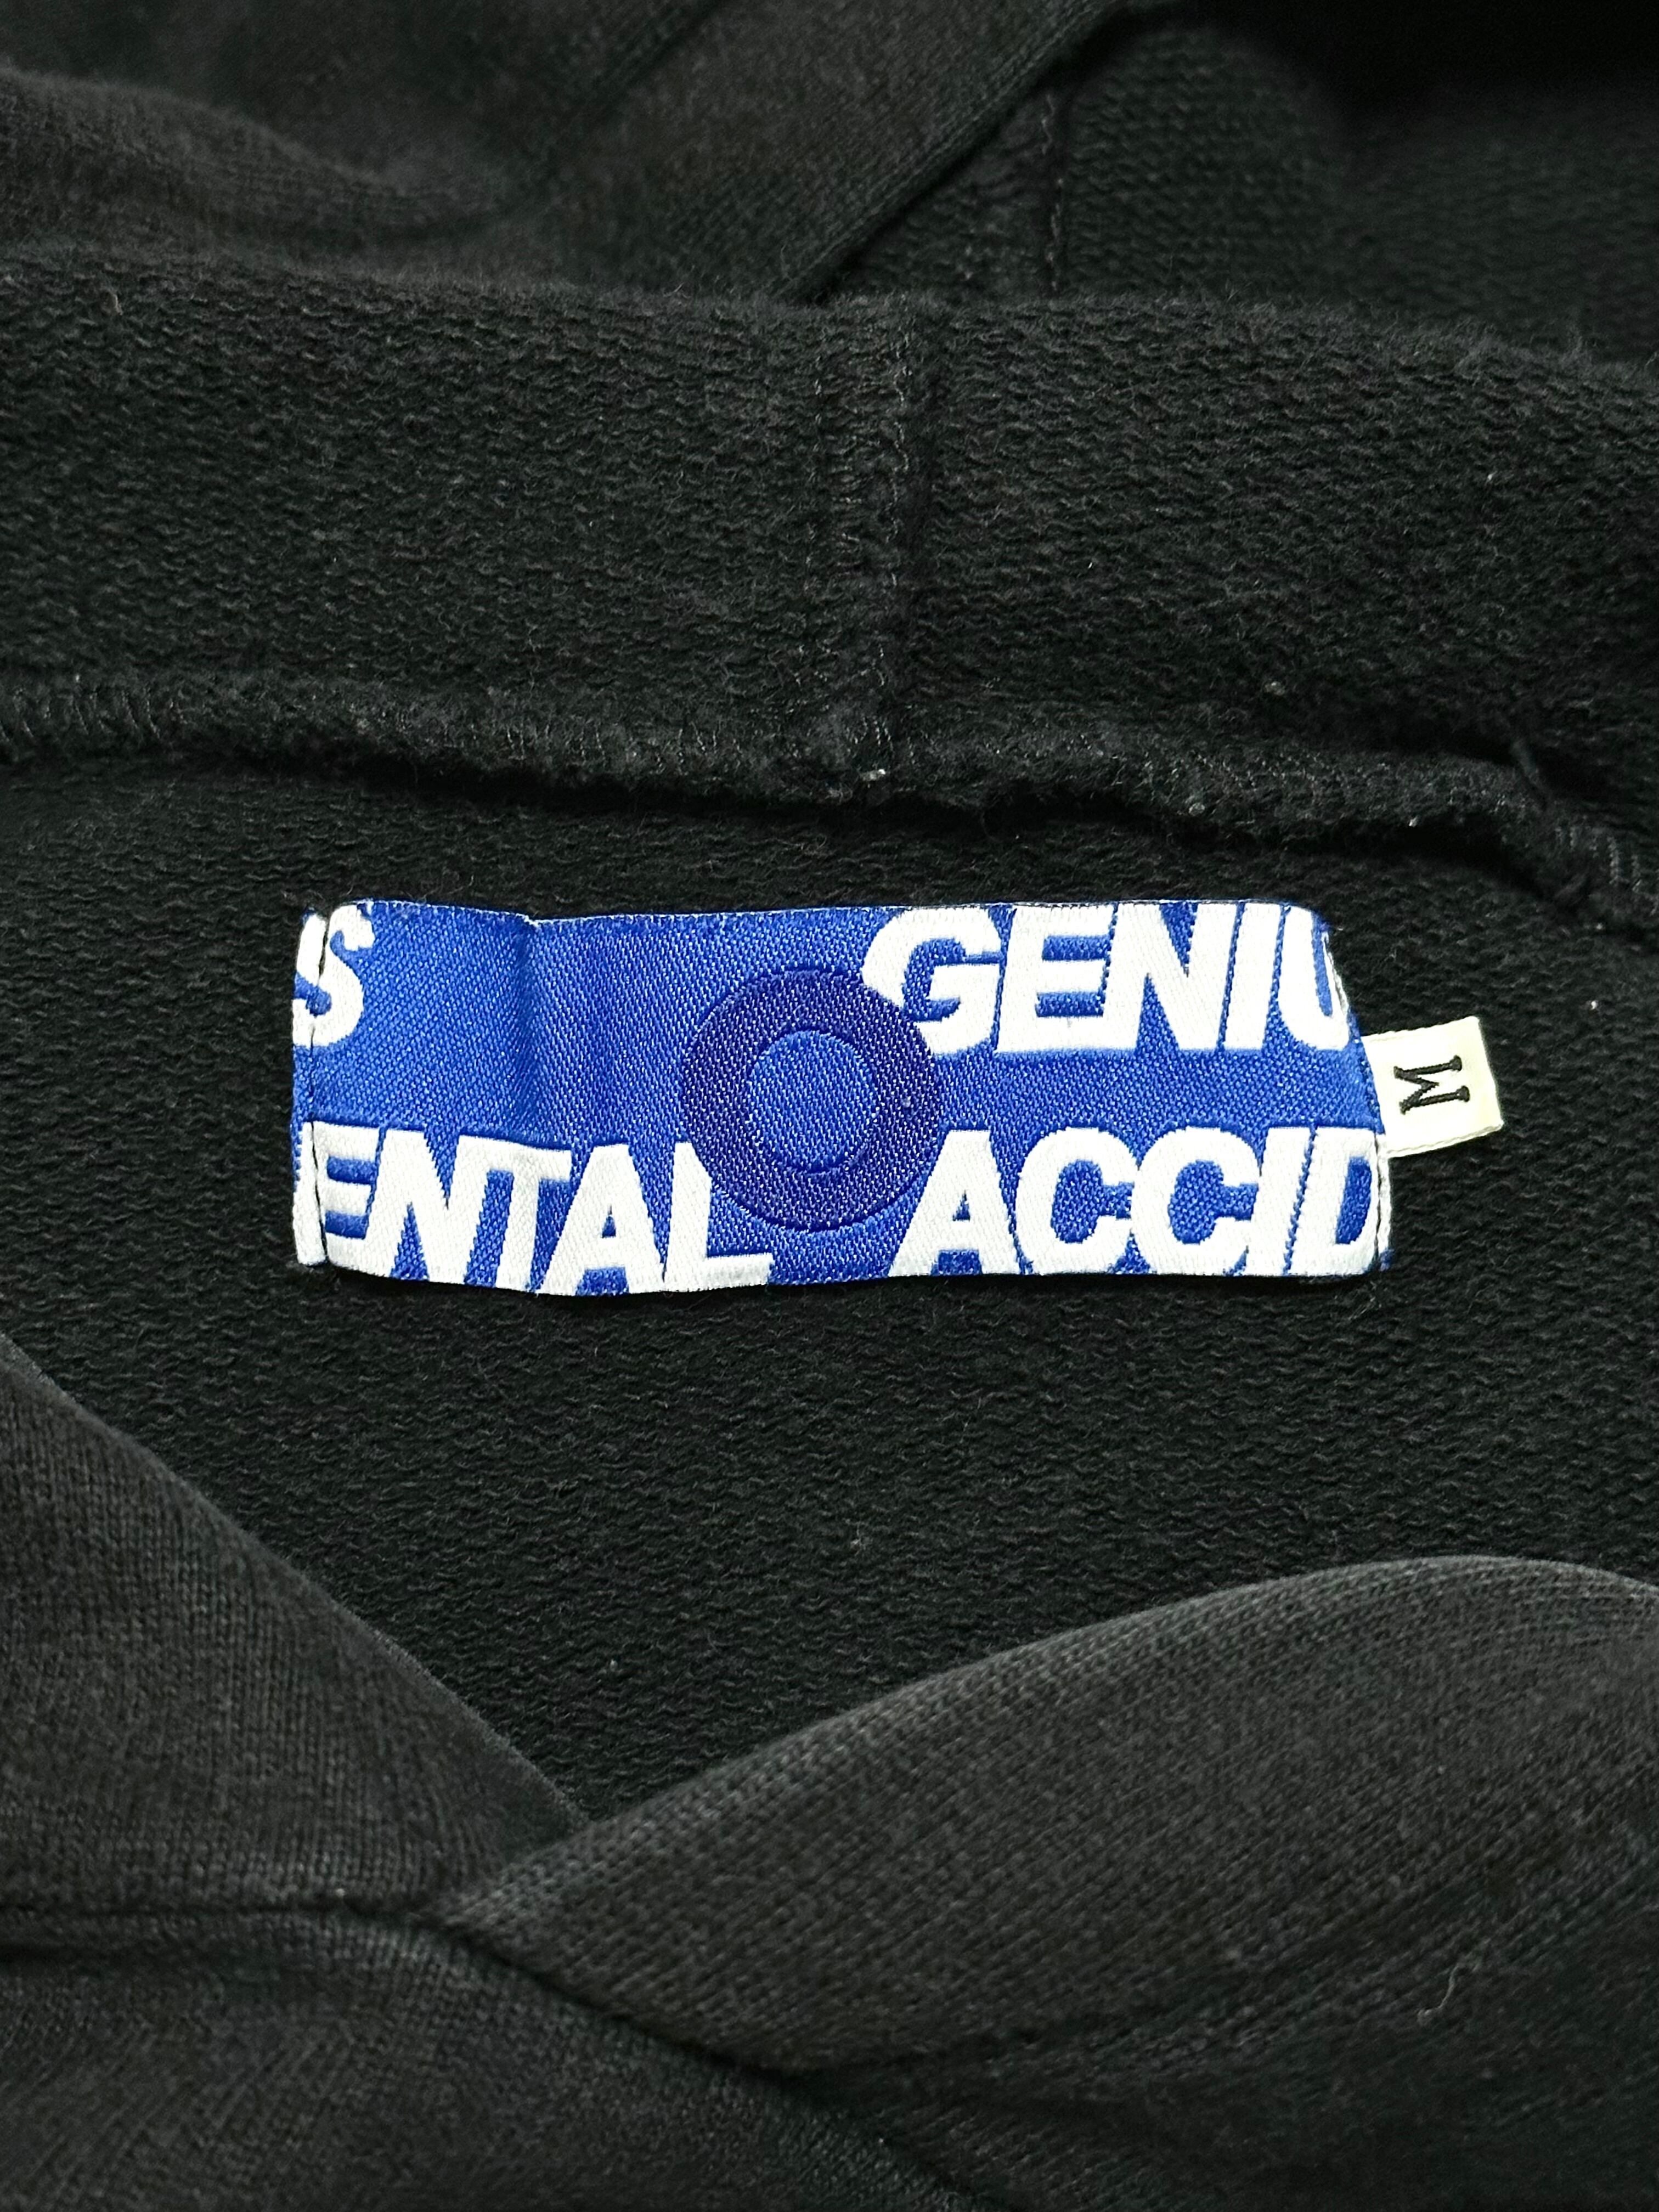 S GENIU
ENTAL ACCID
M